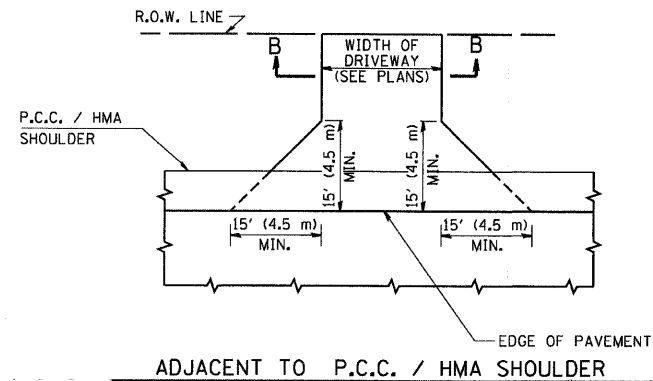 R.O.W. LINE
B
WIDTH OF
DRIVEWAY
(SEE PLANS)
B
P.C.C. / HMA
SHOULDER
15' (4.5 m)
MIN.
15' (4.5 m)
MIN.
15' (4.5 m)
MIN.
15' (4.5 m)
MIN.
EDGE OF PAVEMENT
ADJACENT TO P.C.C. / HMA SHOULDER